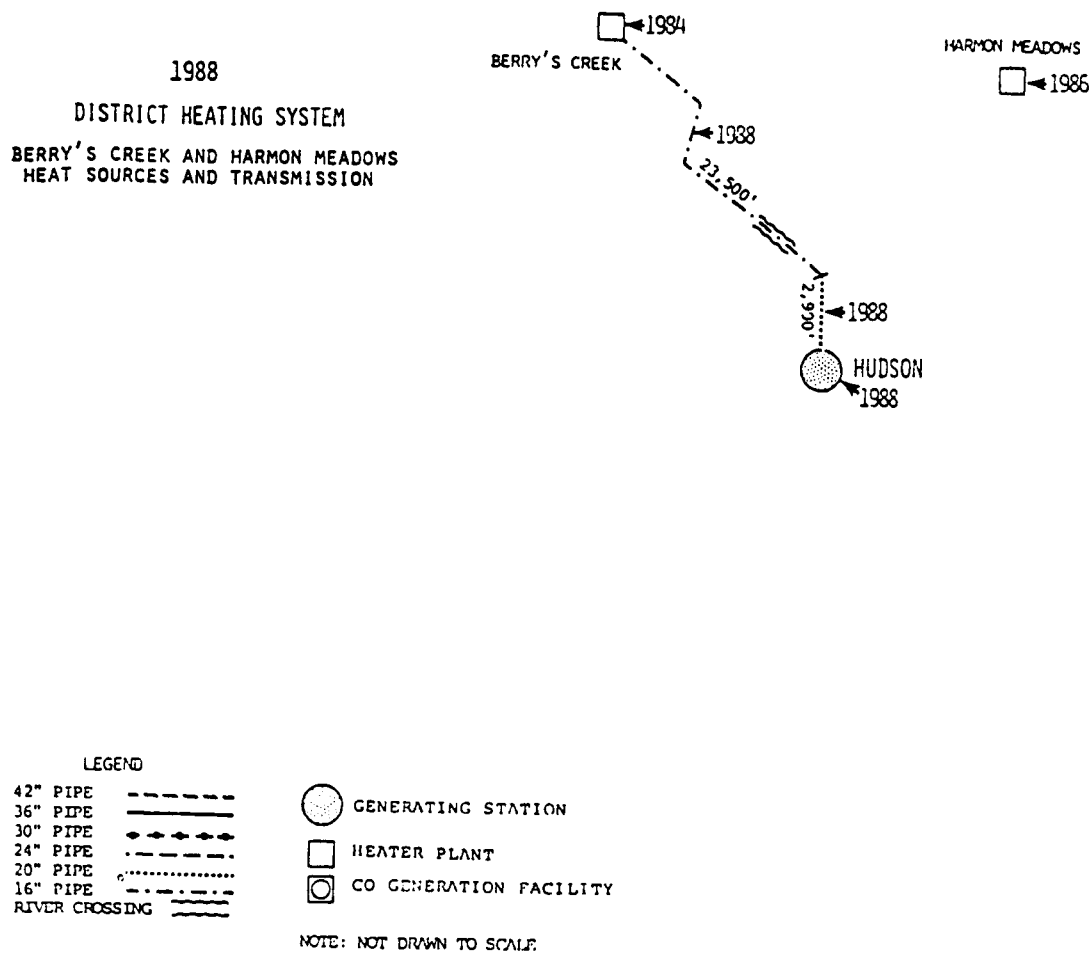 1988
DISTRICT HEATING SYSTEM
BERRY'S CREEK AND HARMON MEADOWS
HEAT SOURCES AND TRANSMISSION
1984
BERRY'S CREEK
HARMON MEADOWS
1986
1988
23,500'
2,900'
1988
HUDSON
1988
LEGEND
42" PIPE
36" PIPE
30" PIPE
24" PIPE
20" PIPE
16" PIPE
RIVER CROSSING
GENERATING STATION
HEATER PLANT
CO GENERATION FACILITY
NOTE: NOT DRAWN TO SCALE